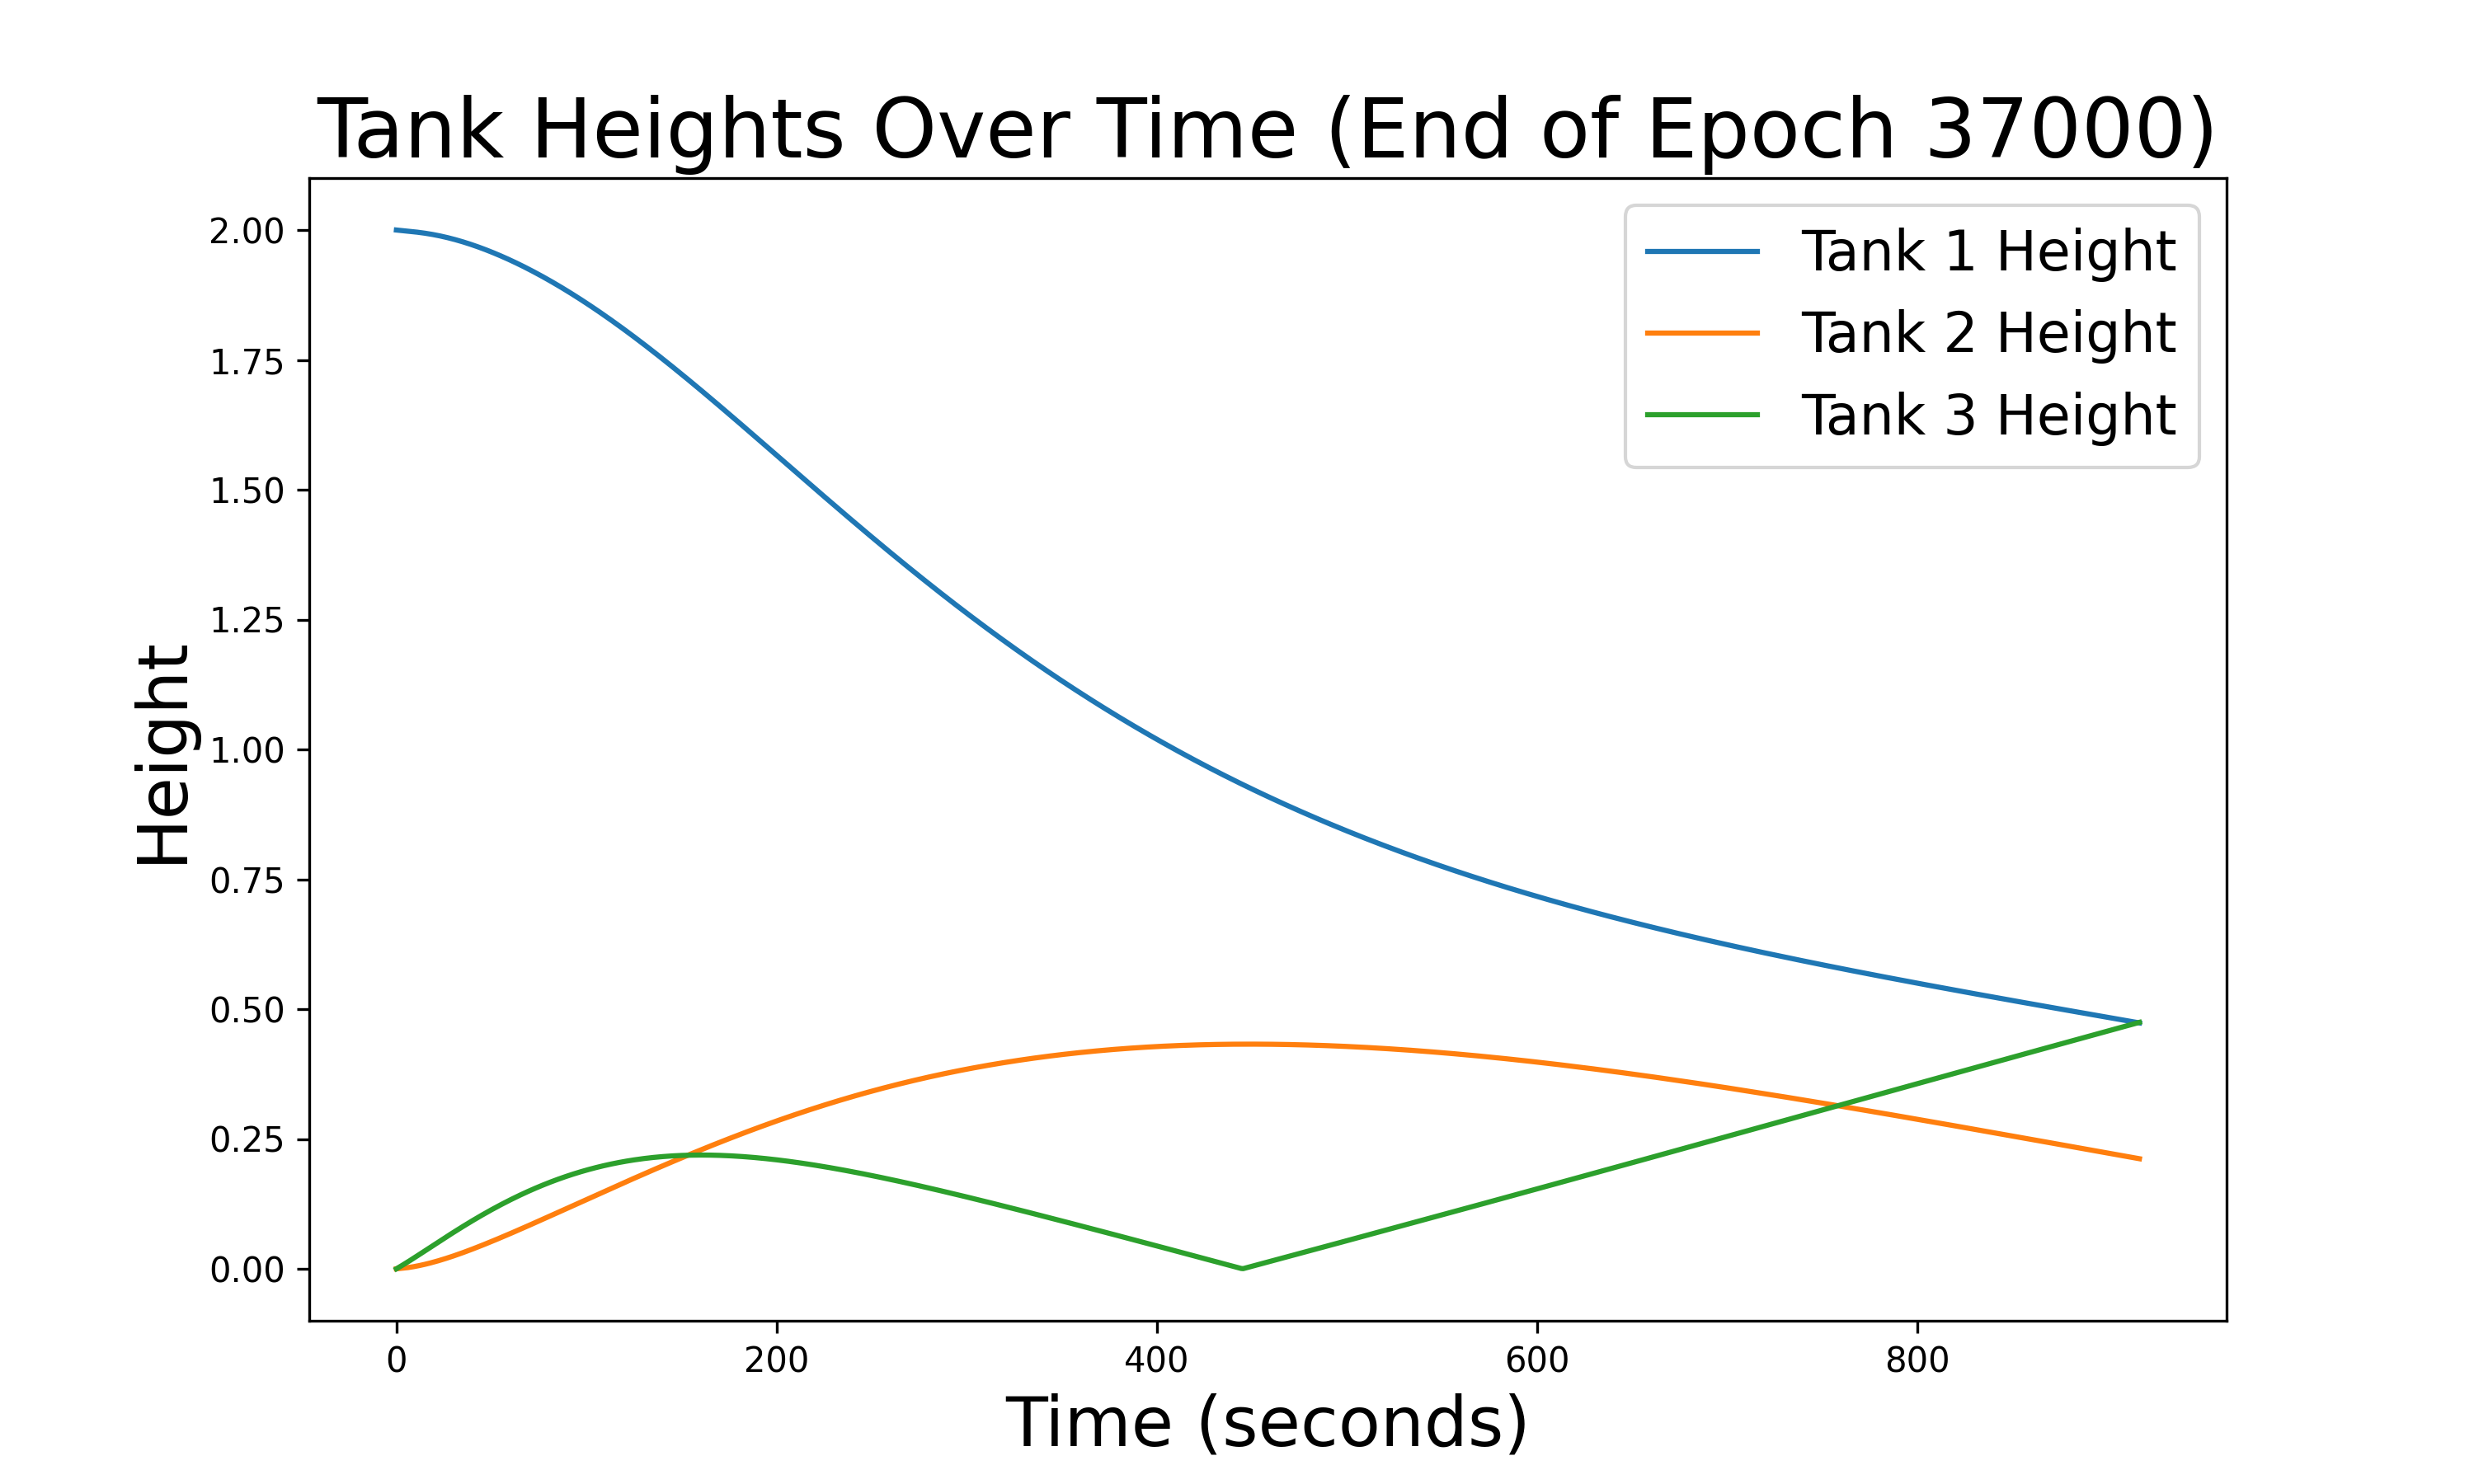 Tank Heights Over Time (End of Epoch 37000)
Tank 1 Height
Tank 2 Height
Tank 3 Height
Height
2.00
1.75
1.50
1.25
1.00
0.75
0.50
0.25
0.00
0 200 400 600 800
Time (seconds)